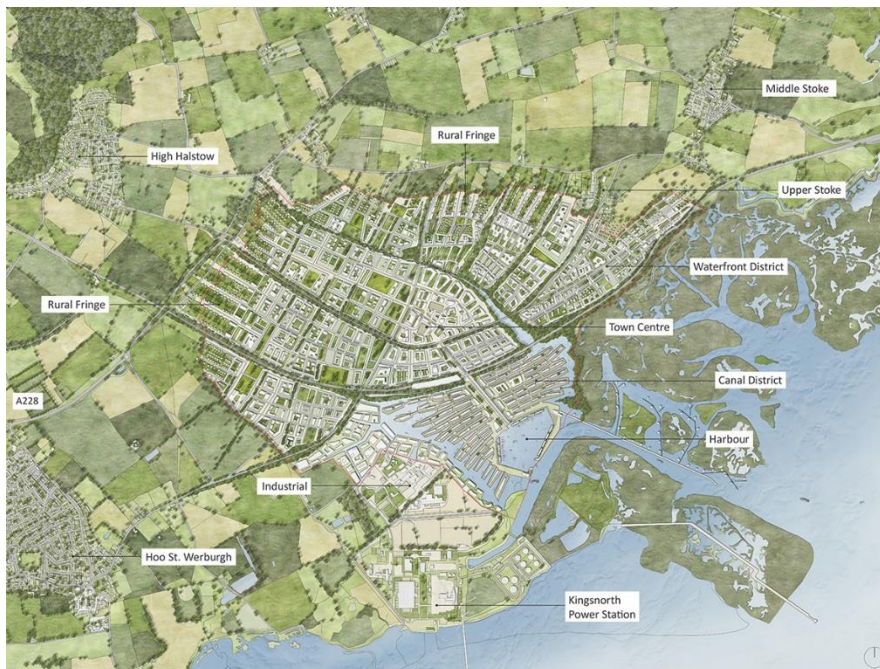 Middle Stoke
Rural Fringe
High Halstow
Upper Stoke
Waterfront District
Rural Fringe
Town Centre
Canal District
A228
Harbour
Industrial
Hoo St. Werburgh
Kingsnorth
Power Station